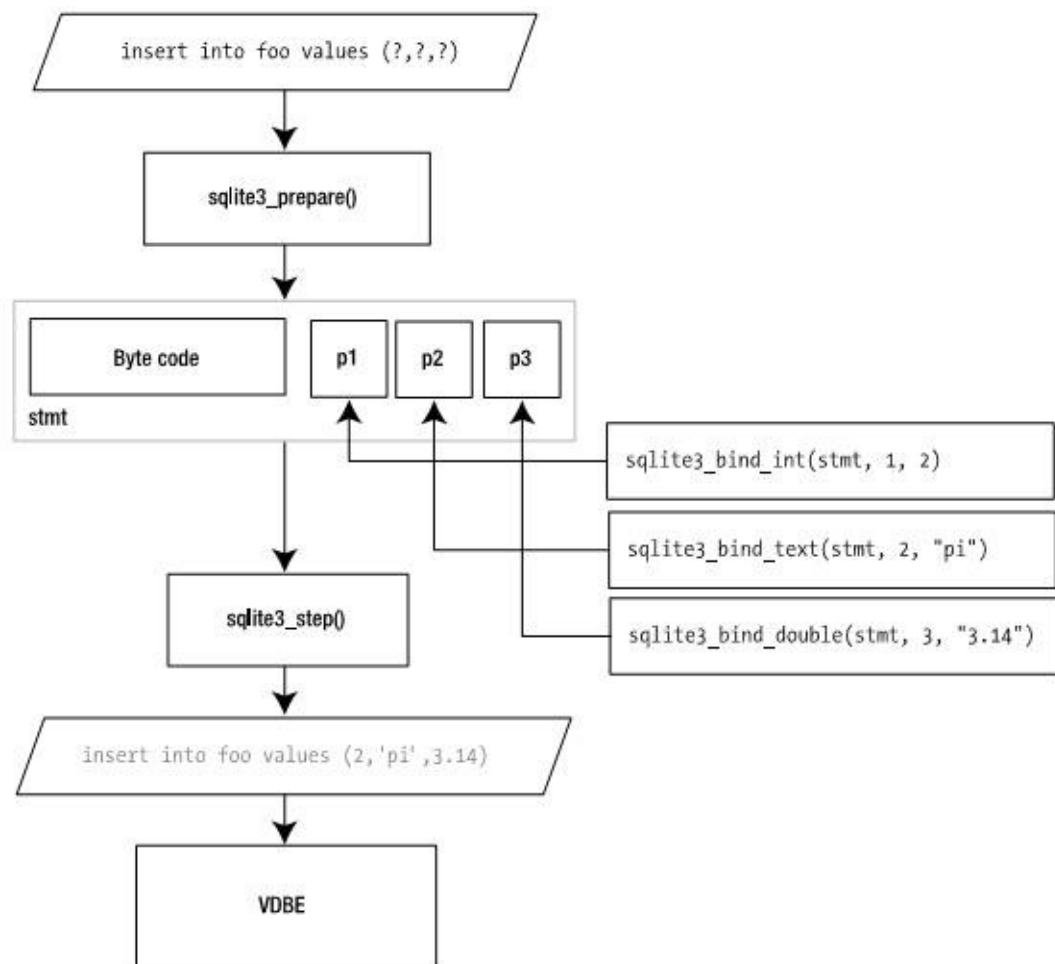 insert into foo values (?,?,?)
sqlite3_prepare()
Byte code
p1
p2
p3
stmt
sqlite3_bind_int(stmt, 1, 2)
sqlite3_bind_text(stmt, 2, "pi")
sqlite3_step()
sqlite3_bind_double(stmt, 3, "3.14")
insert into foo values (2,'pi',3.14)
VDBE